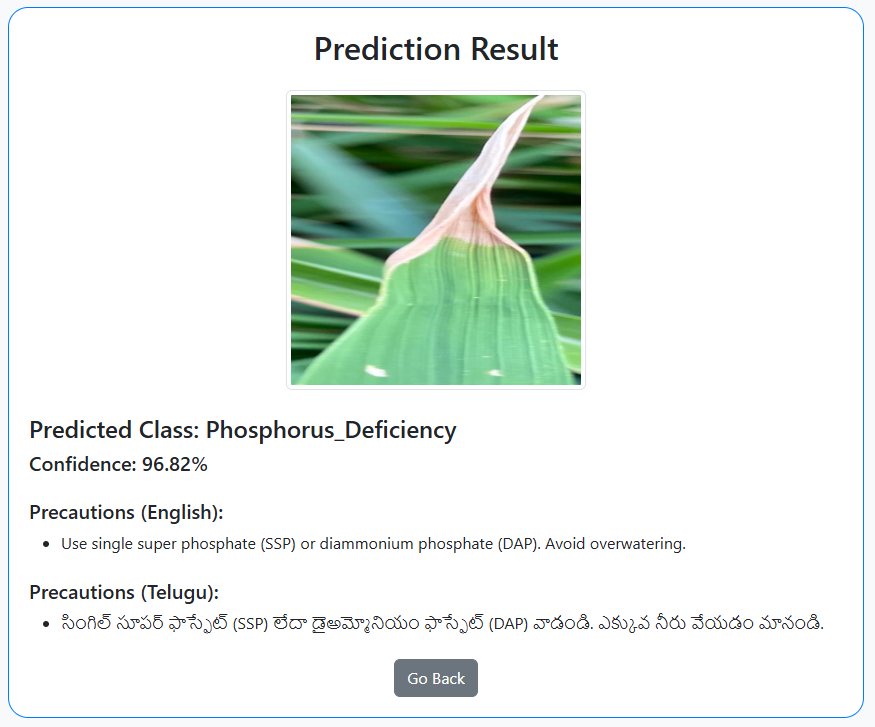 Prediction Result
Predicted Class: Phosphorus_Deficiency
Confidence: 96.82%
Precautions (English):
• Use single super phosphate (SSP) or diammonium phosphate (DAP). Avoid overwatering.
Precautions (Telugu):
• సింగిల్ సూపర్ ఫాస్ఫేట్ (SSP) లేదా డైఅమ్మోనియం ఫాస్ఫేట్ (DAP) వాడండి. ఎక్కువ నీరు వేయడం మానండి.
Go Back